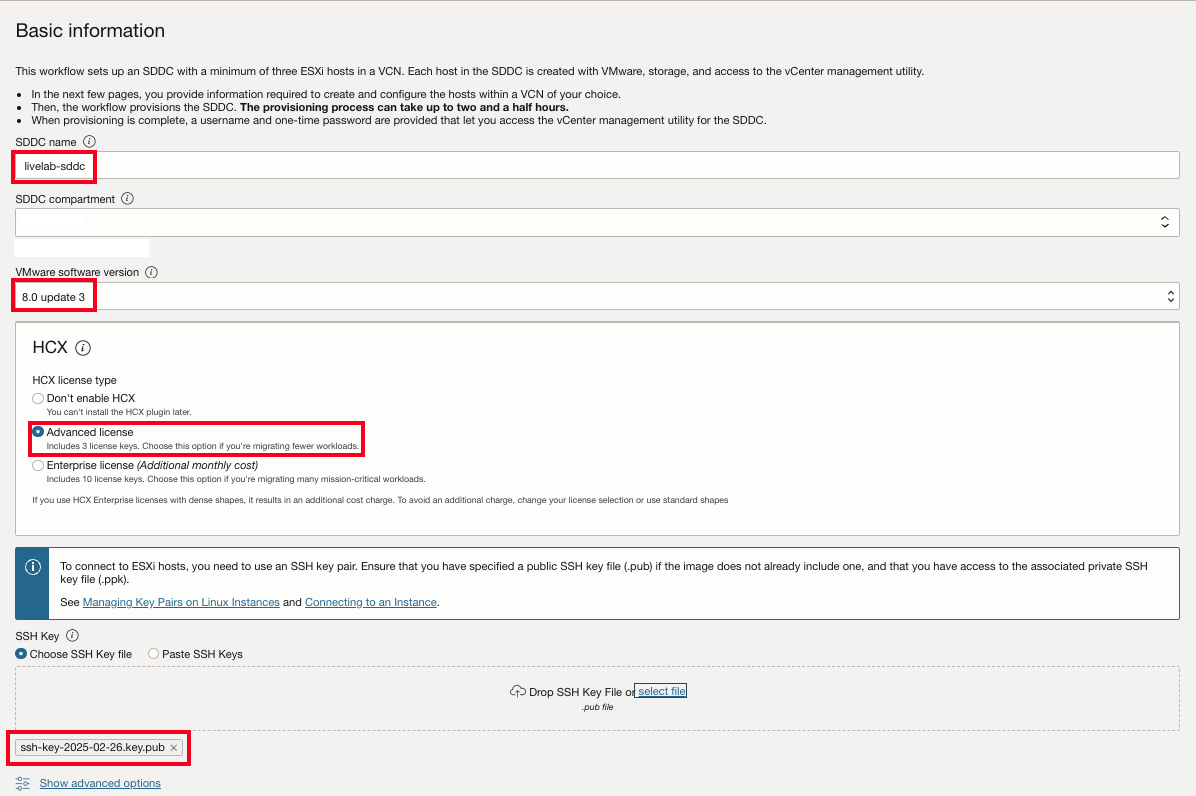 Basic information
This workflow sets up an SDDC with a minimum of three ESXi hosts in a VCN. Each host in the SDDC is created with VMware, storage, and access to the vCenter management utility.
• In the next few pages, you provide information required to create and configure the hosts within a VCN of your choice.
• Then, the workflow provisions the SDDC. The provisioning process can take up to two and a half hours.
• When provisioning is complete, a username and one-time password are provided that let you access the vCenter management utility for the SDDC.
SDDC name
livelab-sddc
SDDC compartment
VMware software version
8.0 update 3
HCX
HCX license type
Don't enable HCX
You can't install the HCX plugin later.
Advanced license
Includes 3 license keys. Choose this option if you're migrating fewer workloads.
Enterprise license (Additional monthly cost)
Includes 10 license keys. Choose this option if you're migrating many mission-critical workloads.
If you use HCX Enterprise licenses with dense shapes, it results in an additional cost charge. To avoid an additional charge, change your license selection or use standard shapes
To connect to ESXi hosts, you need to use an SSH key pair. Ensure that you have specified a public SSH key file (.pub) if the image does not already include one, and that you have access to the associated private SSH
key file (.ppk).
See Managing Key Pairs on Linux Instances and Connecting to an Instance.
SSH Key
Choose SSH Key file Paste SSH Keys
Drop SSH Key File or select file
.pub file
ssh-key-2025-02-26.key.pub ×
Show advanced options